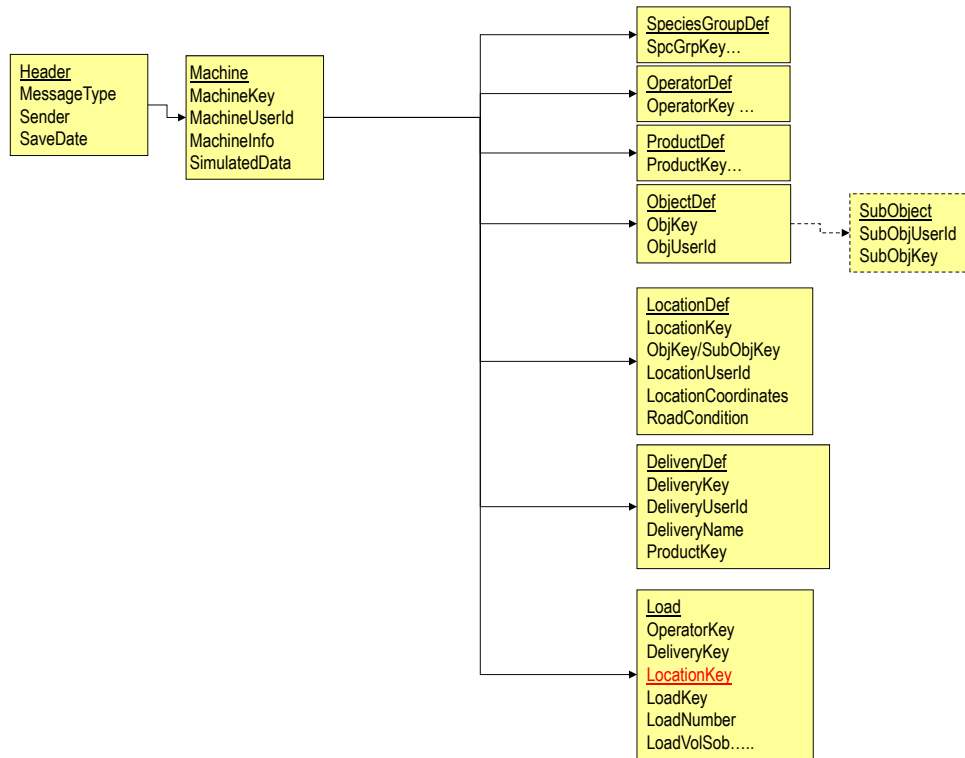 Header
MessageType
Sender
SaveDate
Machine
MachineKey
MachineUserId
MachineInfo
SimulatedData
SpeciesGroupDef
SpcGrpKey…
OperatorDef
OperatorKey …
ProductDef
ProductKey…
ObjectDef
ObjKey
ObjUserId
SubObject
SubObjUserId
SubObjKey
LocationDef
LocationKey
ObjKey/SubObjKey
LocationUserId
LocationCoordinates
RoadCondition
DeliveryDef
DeliveryKey
DeliveryUserId
DeliveryName
ProductKey
Load
OperatorKey
DeliveryKey
LocationKey
LoadKey
LoadNumber
LoadVolSob…..